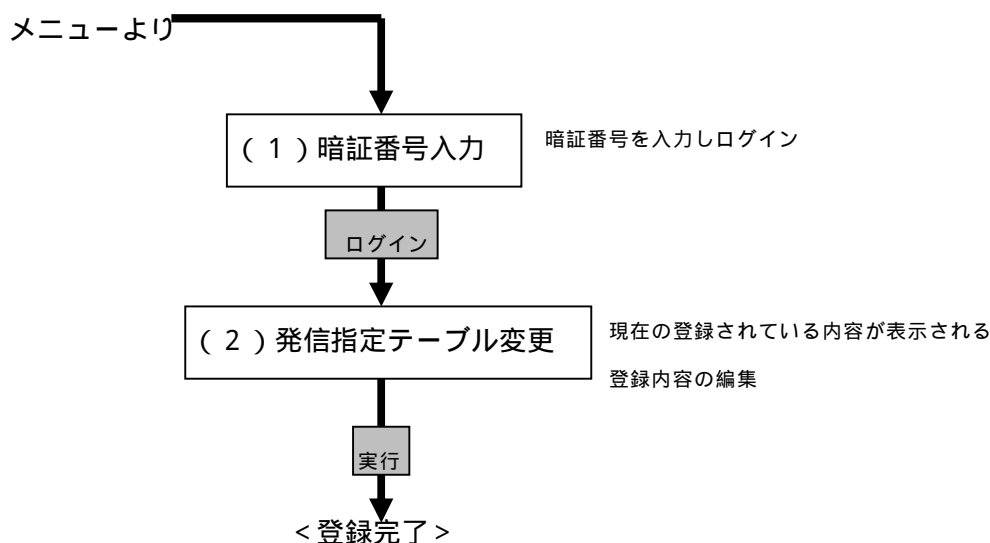 メニューより
（１）暗証番号入力
暗証番号を入力しログイン
ログイン
（２）発信指定テーブル変更
現在の登録されている内容が表示される
登録内容の編集
実行
＜登録完了＞